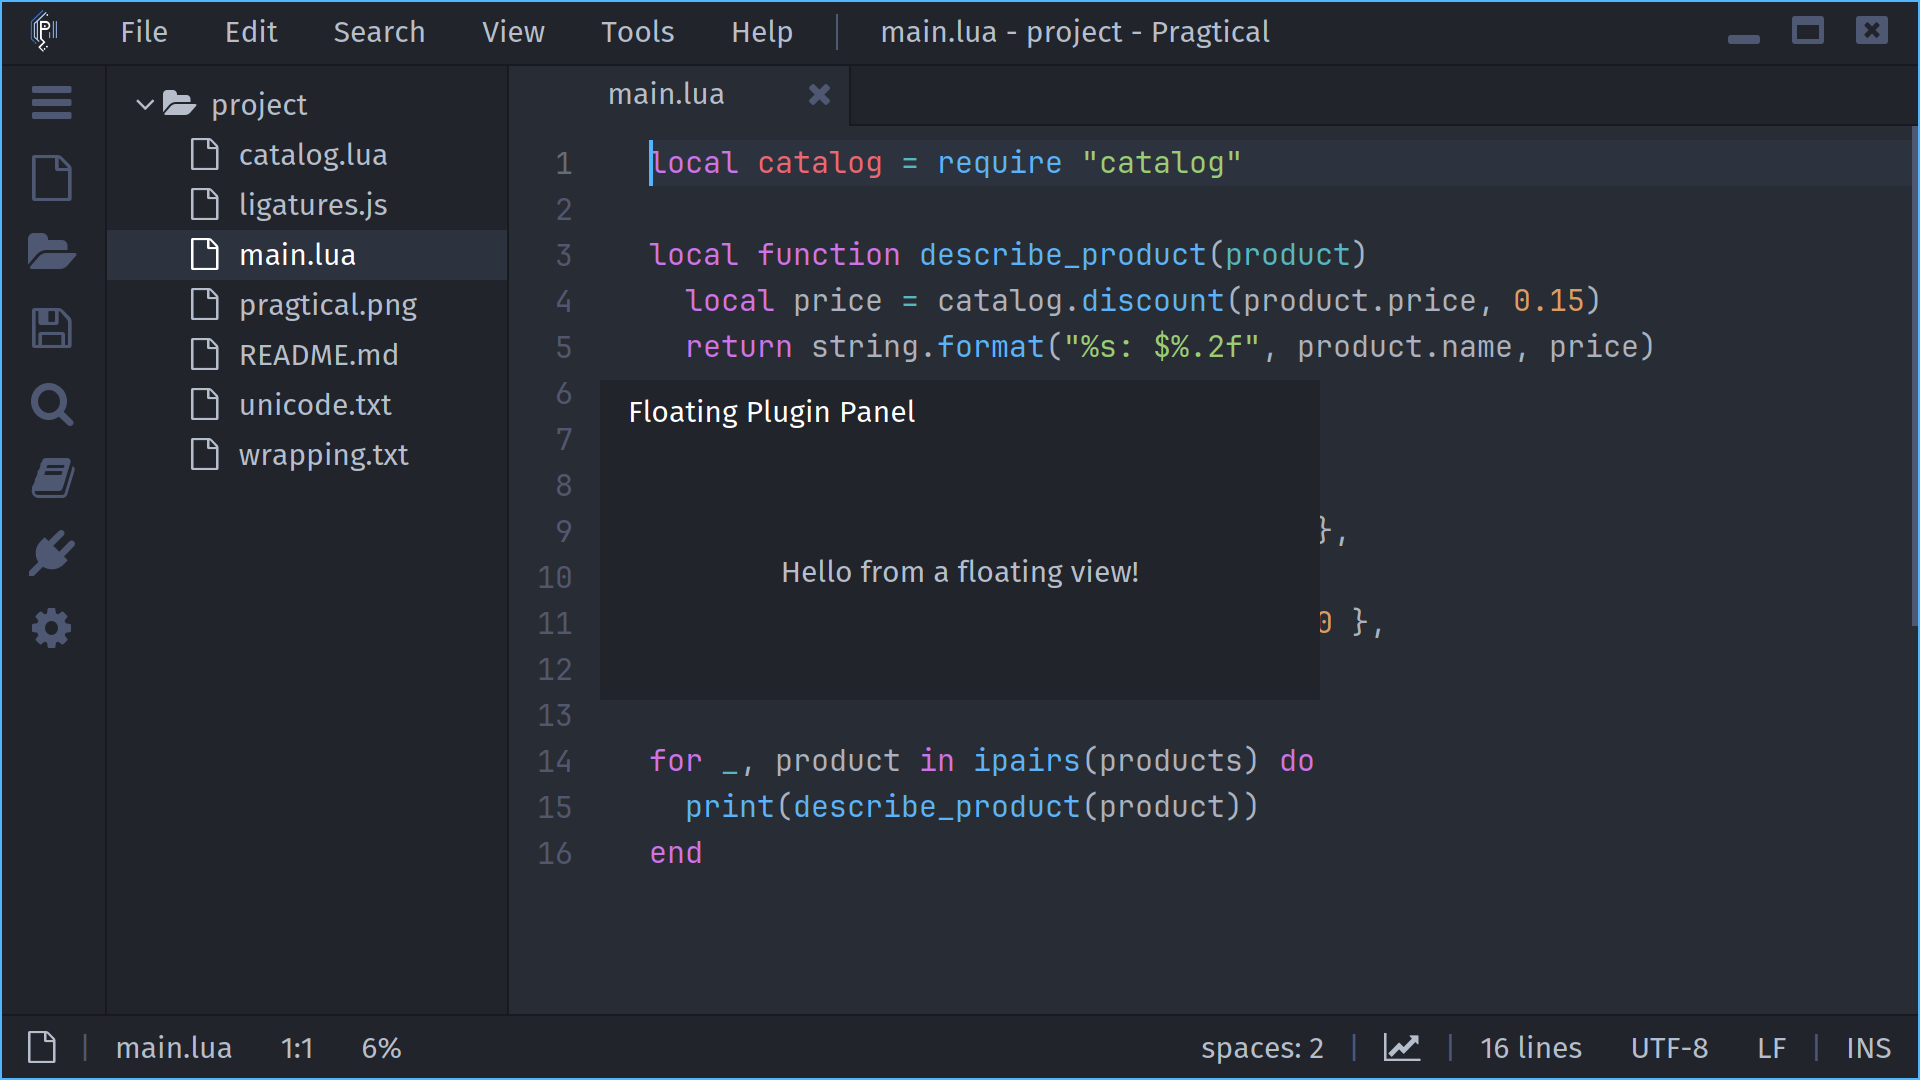 File Edit Search View Tools Help main.lua - project - Pragtical
project
catalog.lua
ligatures.js
main.lua
pragtical.png
README.md
unicode.txt
wrapping.txt
main.lua
1 local catalog = require "catalog"
2
3 local function describe_product(product)
4 local price = catalog.discount(product.price, 0.15)
5 return string.format("%s: $%.2f", product.name, price)
6
7
8
9 },
10
11 0 },
12
13
14 for _, product in ipairs(products) do
15 print(describe_product(product))
16 end
Floating Plugin Panel
Hello from a floating view!
main.lua 1:1 6% spaces: 2 16 lines UTF-8 LF INS